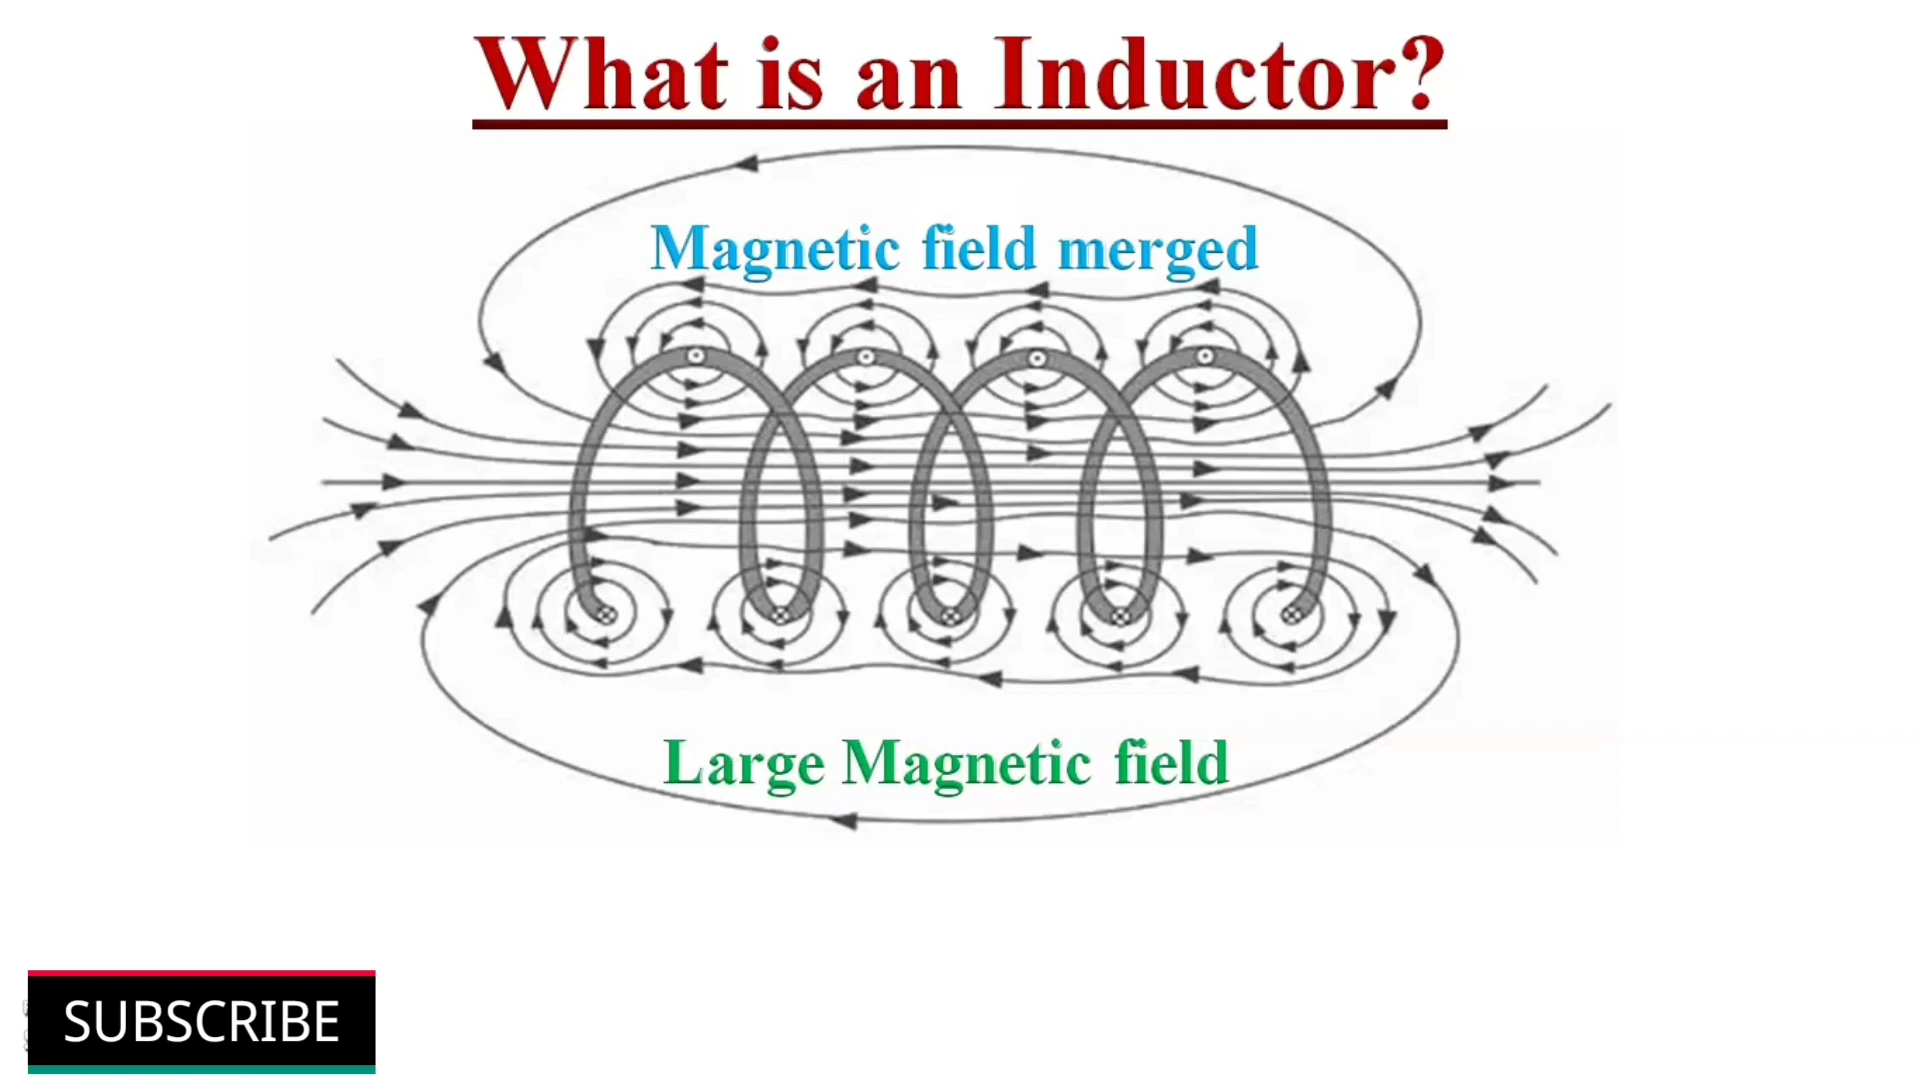 What is an Inductor?
Magnetic field merged
Large Magnetic field
SUBSCRIBE